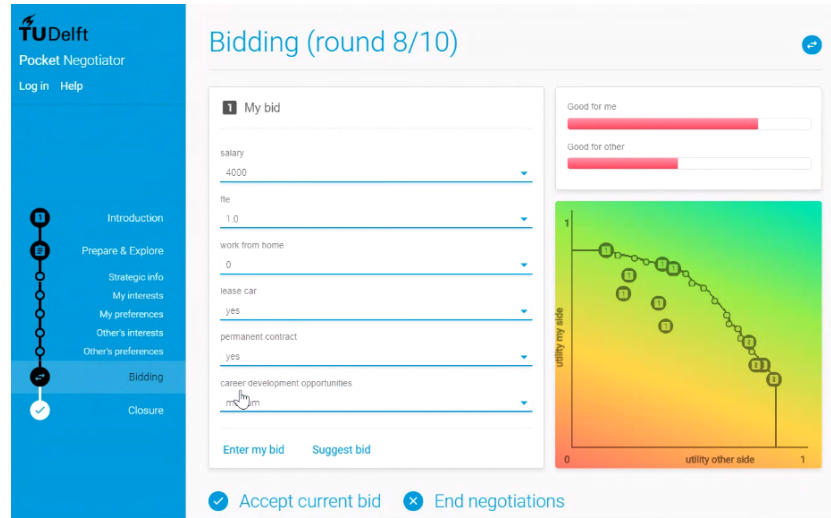 TUDelft
Pocket Negotiator
Log in Help
Introduction
Prepare & Explore
Strategic info
My interests
My preferences
Other's interests
Other's preferences
Bidding
Closure
Bidding (round 8/10)
1 My bid
salary
4000
fte
1.0
work from home
0
lease car
yes
permanent contract
yes
career development opportunities
Enter my bid Suggest bid
Accept current bid End negotiations
Good for me
Good for other
1
utility my side
0 utility other side 1